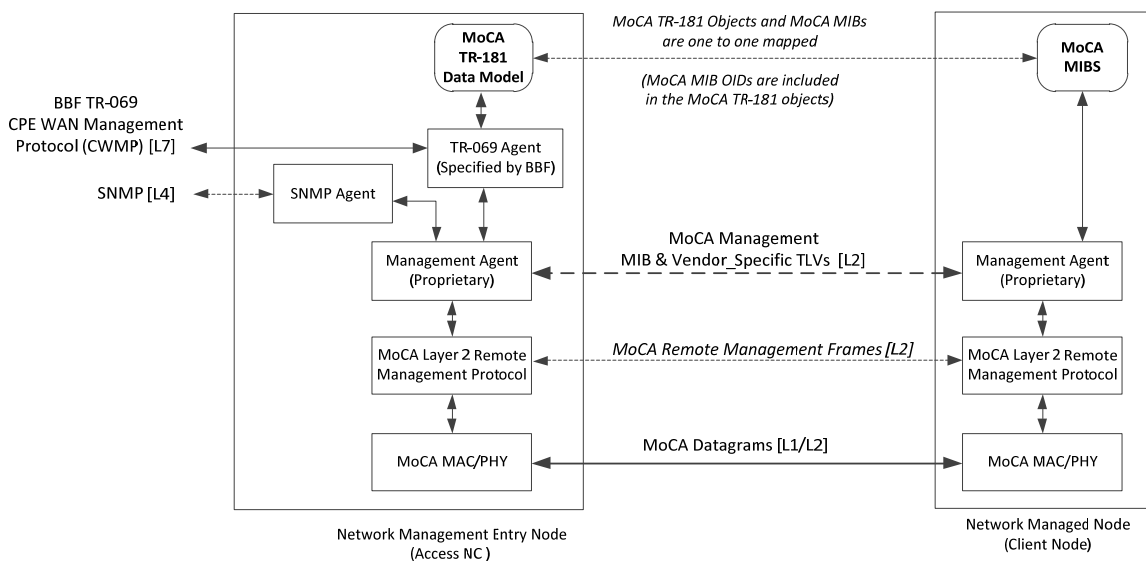 MoCA
TR-181
Data Model
MoCA TR-181 Objects and MoCA MIBs
are one to one mapped
(MoCA MIB OIDs are included
in the MoCA TR-181 objects)
MoCA
MIBS
BBF TR-069
CPE WAN Management
Protocol (CWMP) [L7]
TR-069 Agent
(Specified by BBF)
SNMP [L4]
SNMP Agent
Management Agent
(Proprietary)
MoCA Management
MIB & Vendor_Specific TLVs [L2]
Management Agent
(Proprietary)
MoCA Layer 2 Remote
Management Protocol
MoCA Remote Management Frames [L2]
MoCA Layer 2 Remote
Management Protocol
MoCA MAC/PHY
MoCA Datagrams [L1/L2]
MoCA MAC/PHY
Network Management Entry Node
(Access NC )
Network Managed Node
(Client Node)